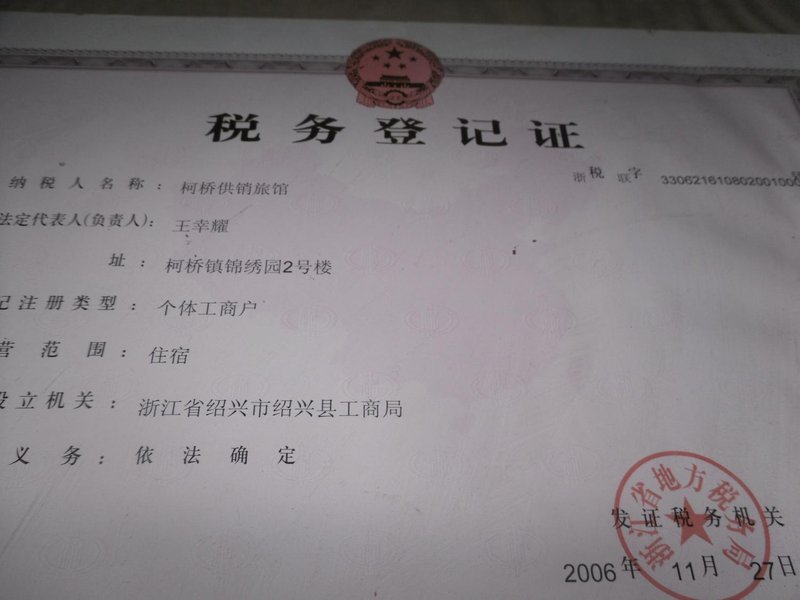 税务登记证
浙税联字 330621610802001000
纳税人名称：柯桥供销旅馆
法定代表人(负责人)：王幸耀
址：柯桥镇锦绣园2号楼
记注册类型：个体工商户
营范围：住宿
设立机关：浙江省绍兴市绍兴县工商局
义务：依法确定
浙江省地方税务局
发证税务机关
2006年11月27日